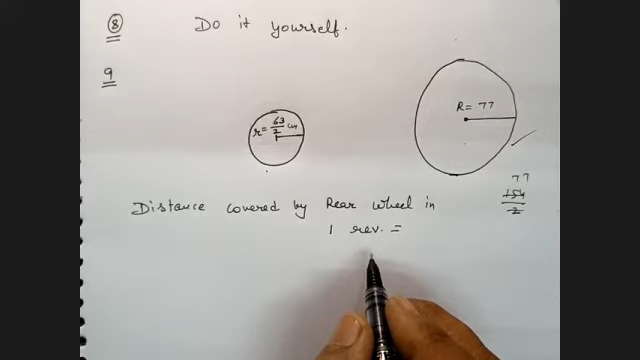 8 Do it yourself.
9
r = 63/2 cm
R = 77
77
154
2
Distance covered by Rear wheel in
1 rev. =